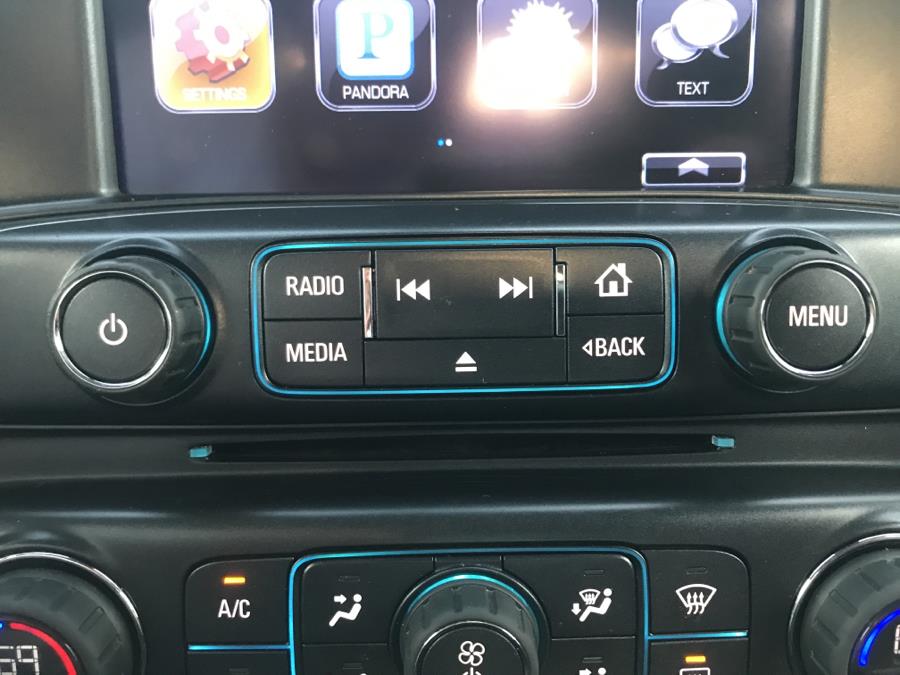 SETTINGS
P
PANDORA
TEXT
RADIO
MEDIA
BACK
MENU
A/C